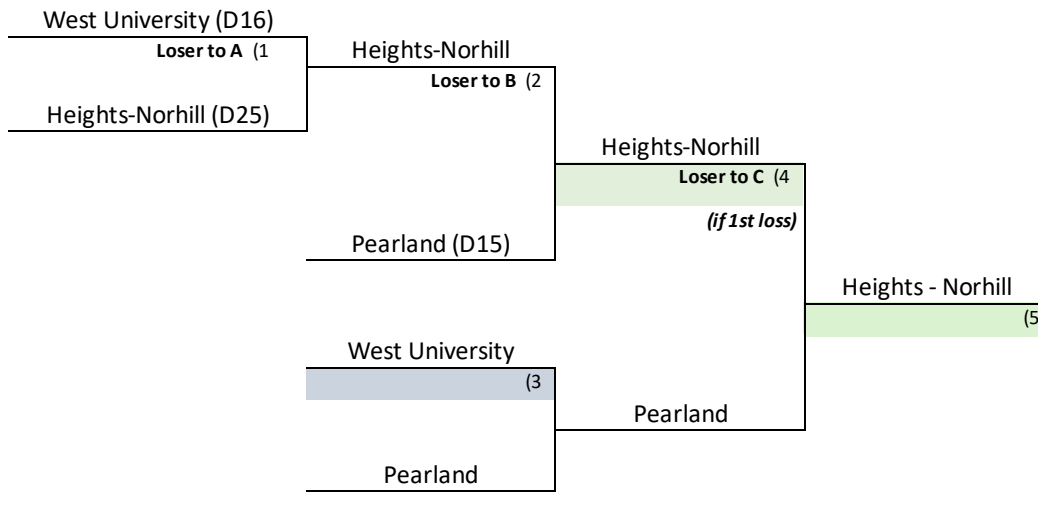 West University (D16)
Loser to A (1
Heights-Norhill
Loser to B (2
Heights-Norhill (D25)
Heights-Norhill
Loser to C (4
(if 1st loss)
Pearland (D15)
Heights - Norhill
(5
West University
(3
Pearland
Pearland